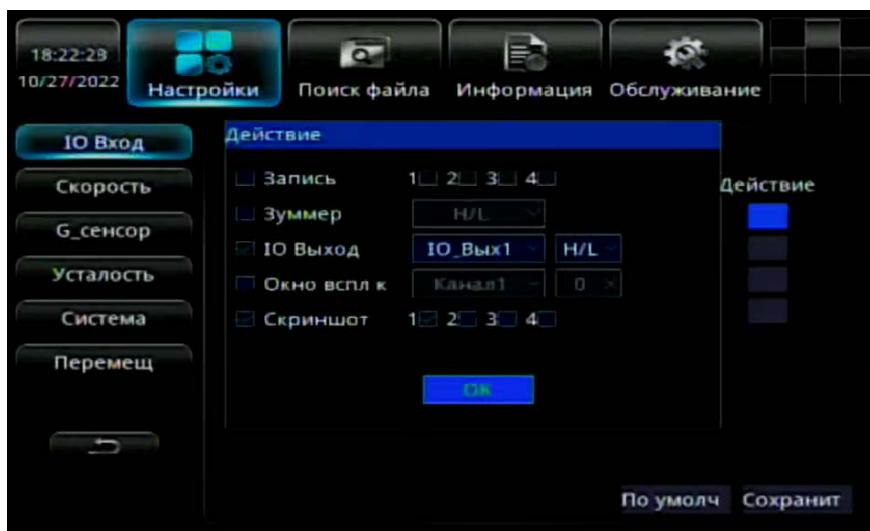 18:22:28
10/27/2022
Настройки
Поиск файла
Информация
Обслуживание
IO Вход
Скорость
G_сенсор
Усталость
Система
Перемещ
Действие
Запись 1 2 3 4
Зуммер H/L
IO Выход IO_Вых1 H/L
Окно вспл к Канал1 0
Скриншот 1 2 3 4
OK
Действие
По умолч
Сохранит